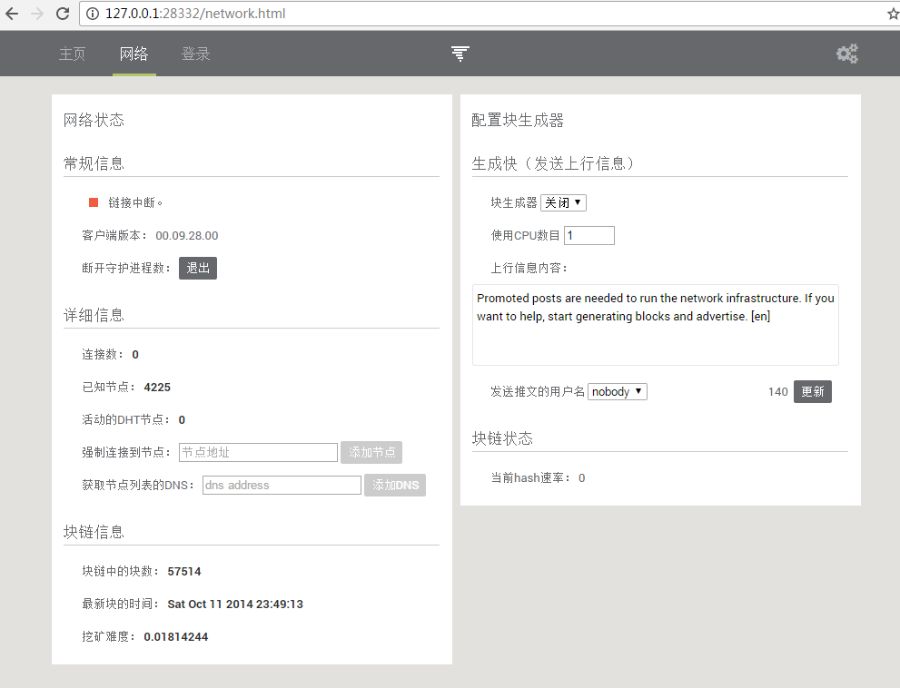 127.0.0.1:28332/network.html
主页 网络 登录
网络状态
常规信息
链接中断。
客户端版本： 00.09.28.00
断开守护进程数： 退出
详细信息
连接数： 0
已知节点： 4225
活动的DHT节点： 0
强制连接到节点： 节点地址 添加节点
获取节点列表的DNS： dns address 添加DNS
块链信息
块链中的块数： 57514
最新块的时间： Sat Oct 11 2014 23:49:13
挖矿难度： 0.01814244
配置块生成器
生成快（发送上行信息）
块生成器 关闭
使用CPU数目 1
上行信息内容：
Promoted posts are needed to run the network infrastructure. If you
want to help, start generating blocks and advertise. [en]
发送推文的用户名 nobody 140 更新
块链状态
当前hash速率： 0